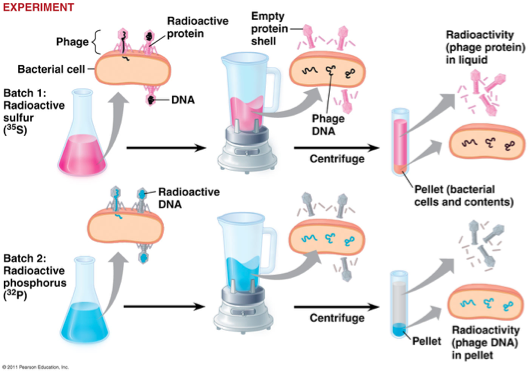 EXPERIMENT
Phage
Radioactive
protein
Bacterial cell
DNA
Batch 1:
Radioactive
sulfur
(³⁵S)
Empty
protein
shell
Phage
DNA
Centrifuge
Radioactivity
(phage protein)
in liquid
Pellet (bacterial
cells and contents)
Radioactive
DNA
Batch 2:
Radioactive
phosphorus
(³²P)
Centrifuge
Pellet
Radioactivity
(phage DNA)
in pellet
© 2011 Pearson Education, Inc.